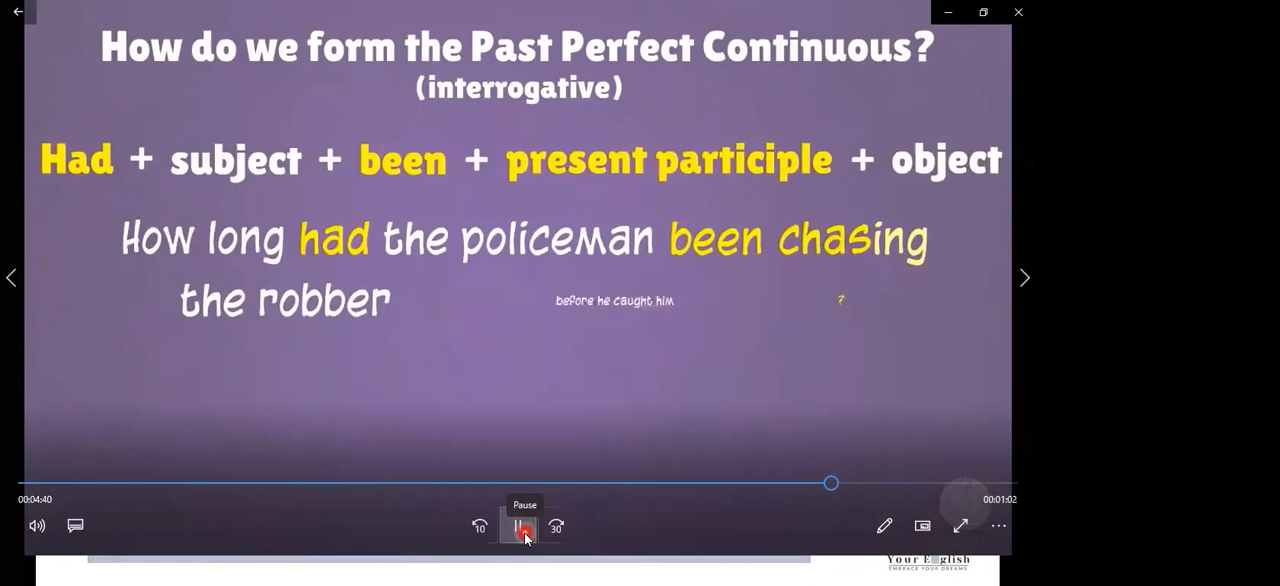 How do we form the Past Perfect Continuous?
(interrogative)
Had + subject + been + present participle + object
How long had the policeman been chasing
the robber before he caught him ?
00:04:40
00:01:02
Pause
10
30
Your English
EMBRACE YOUR DREAMS